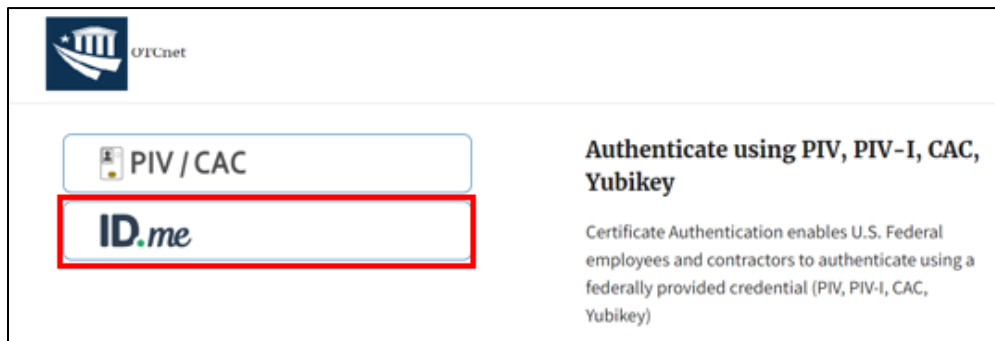 OTCnet
PIV / CAC
ID.me
Authenticate using PIV, PIV-I, CAC,
Yubikey
Certificate Authentication enables U.S. Federal
employees and contractors to authenticate using a
federally provided credential (PIV, PIV-I, CAC,
Yubikey)